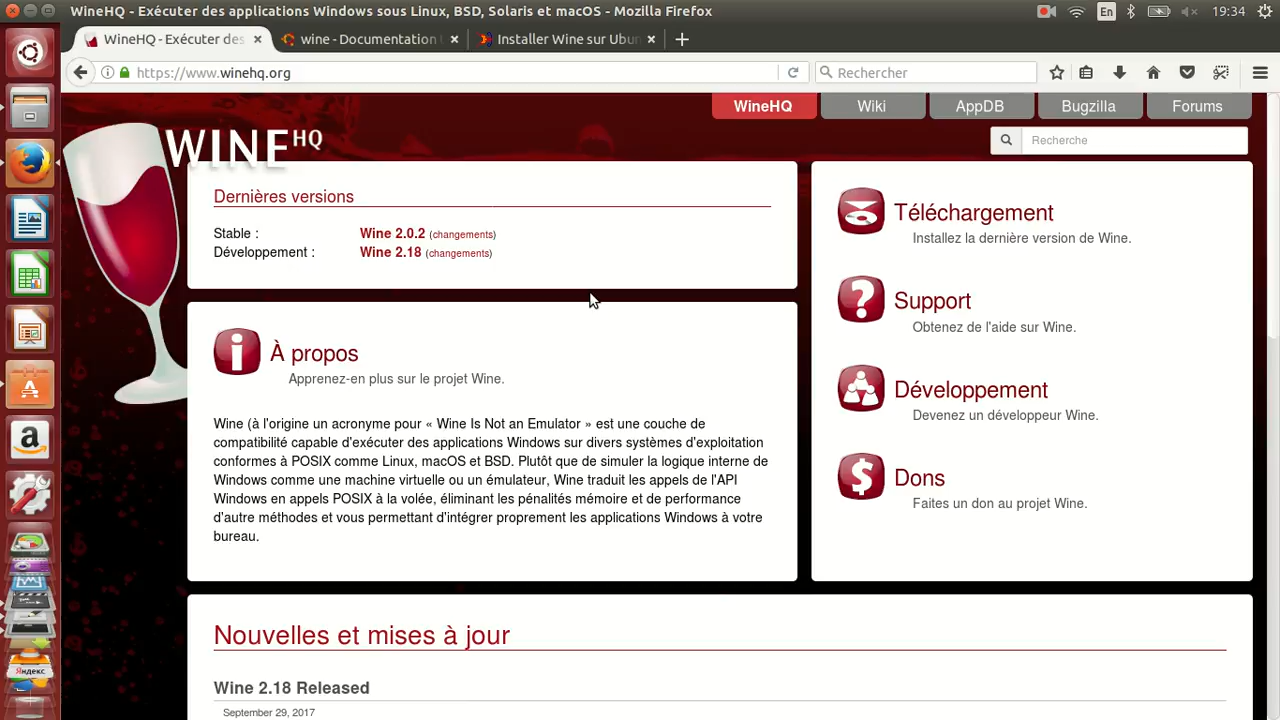 WineHQ - Exécuter des applications Windows sous Linux, BSD, Solaris et macOS - Mozilla Firefox
En
19:34
WineHQ - Exécuter des
wine - Documentation
Installer Wine sur Ubun
https://www.winehq.org
Rechercher
WineHQ
Wiki
AppDB
Bugzilla
Forums
WINE HQ
Recherche
Dernières versions
Stable : Wine 2.0.2 (changements)
Développement : Wine 2.18 (changements)
À propos
Apprenez-en plus sur le projet Wine.
Wine (à l'origine un acronyme pour « Wine Is Not an Emulator » est une couche de
compatibilité capable d'exécuter des applications Windows sur divers systèmes d'exploitation
conformes à POSIX comme Linux, macOS et BSD. Plutôt que de simuler la logique interne de
Windows comme une machine virtuelle ou un émulateur, Wine traduit les appels de l'API
Windows en appels POSIX à la volée, éliminant les pénalités mémoire et de performance
d'autre méthodes et vous permettant d'intégrer proprement les applications Windows à votre
bureau.
Téléchargement
Installez la dernière version de Wine.
Support
Obtenez de l'aide sur Wine.
Développement
Devenez un développeur Wine.
Dons
Faites un don au projet Wine.
Nouvelles et mises à jour
Wine 2.18 Released
September 29, 2017
Яндекс